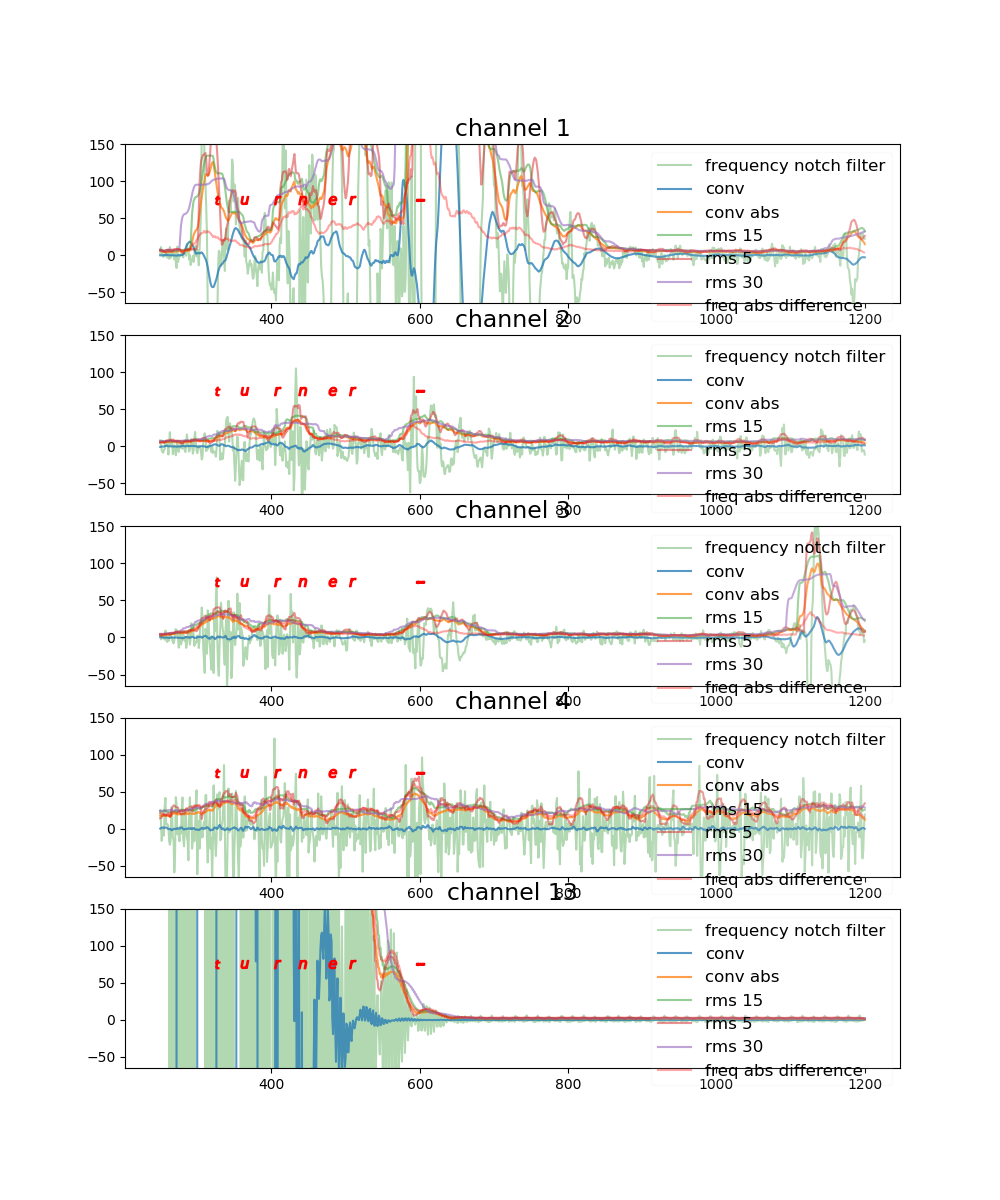 channel 1
150
100
50
0
−50
t u r n e r –
frequency notch filter
conv
conv abs
rms 15
rms 5
rms 30
freq abs difference
400 600 800 1000 1200
channel 2
150
100
50
0
−50
t u r n e r –
frequency notch filter
conv
conv abs
rms 15
rms 5
rms 30
freq abs difference
400 600 800 1000 1200
channel 3
150
100
50
0
−50
t u r n e r –
frequency notch filter
conv
conv abs
rms 15
rms 5
rms 30
freq abs difference
400 600 800 1000 1200
channel 4
150
100
50
0
−50
t u r n e r –
frequency notch filter
conv
conv abs
rms 15
rms 5
rms 30
freq abs difference
400 600 800 1000 1200
channel 13
150
100
50
0
−50
t u r n e r –
frequency notch filter
conv
conv abs
rms 15
rms 5
rms 30
freq abs difference
400 600 800 1000 1200